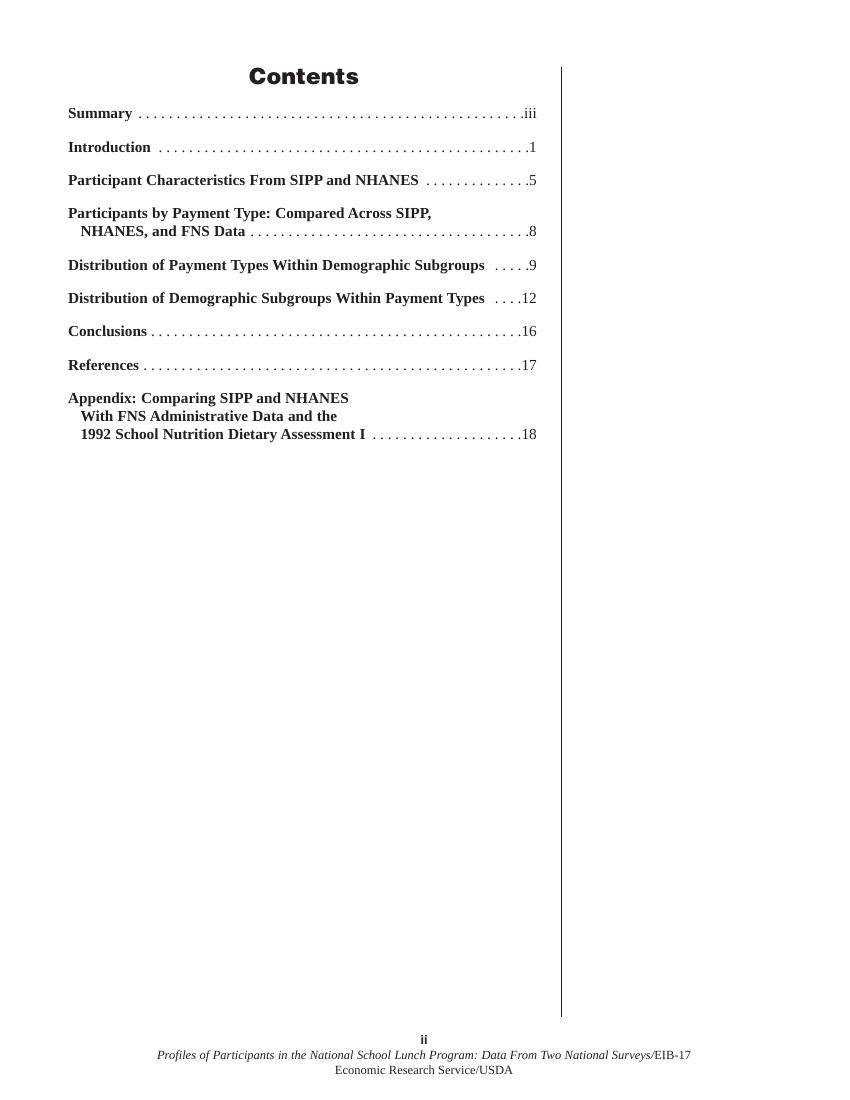 Contents
Summary . . . . . . . . . . . . . . . . . . . . . . . . . . . . . . . . . . . . . . . . . . . . . . . . . . .iii
Introduction . . . . . . . . . . . . . . . . . . . . . . . . . . . . . . . . . . . . . . . . . . . . . . . . .1
Participant Characteristics From SIPP and NHANES . . . . . . . . . . . . . .5
Participants by Payment Type: Compared Across SIPP,
NHANES, and FNS Data . . . . . . . . . . . . . . . . . . . . . . . . . . . . . . . . . . . . .8
Distribution of Payment Types Within Demographic Subgroups . . . . .9
Distribution of Demographic Subgroups Within Payment Types . . . .12
Conclusions . . . . . . . . . . . . . . . . . . . . . . . . . . . . . . . . . . . . . . . . . . . . . . . . .16
References . . . . . . . . . . . . . . . . . . . . . . . . . . . . . . . . . . . . . . . . . . . . . . . . . .17
Appendix: Comparing SIPP and NHANES
With FNS Administrative Data and the
1992 School Nutrition Dietary Assessment I . . . . . . . . . . . . . . . . . . . .18
ii
Profiles of Participants in the National School Lunch Program: Data From Two National Surveys/EIB-17
Economic Research Service/USDA